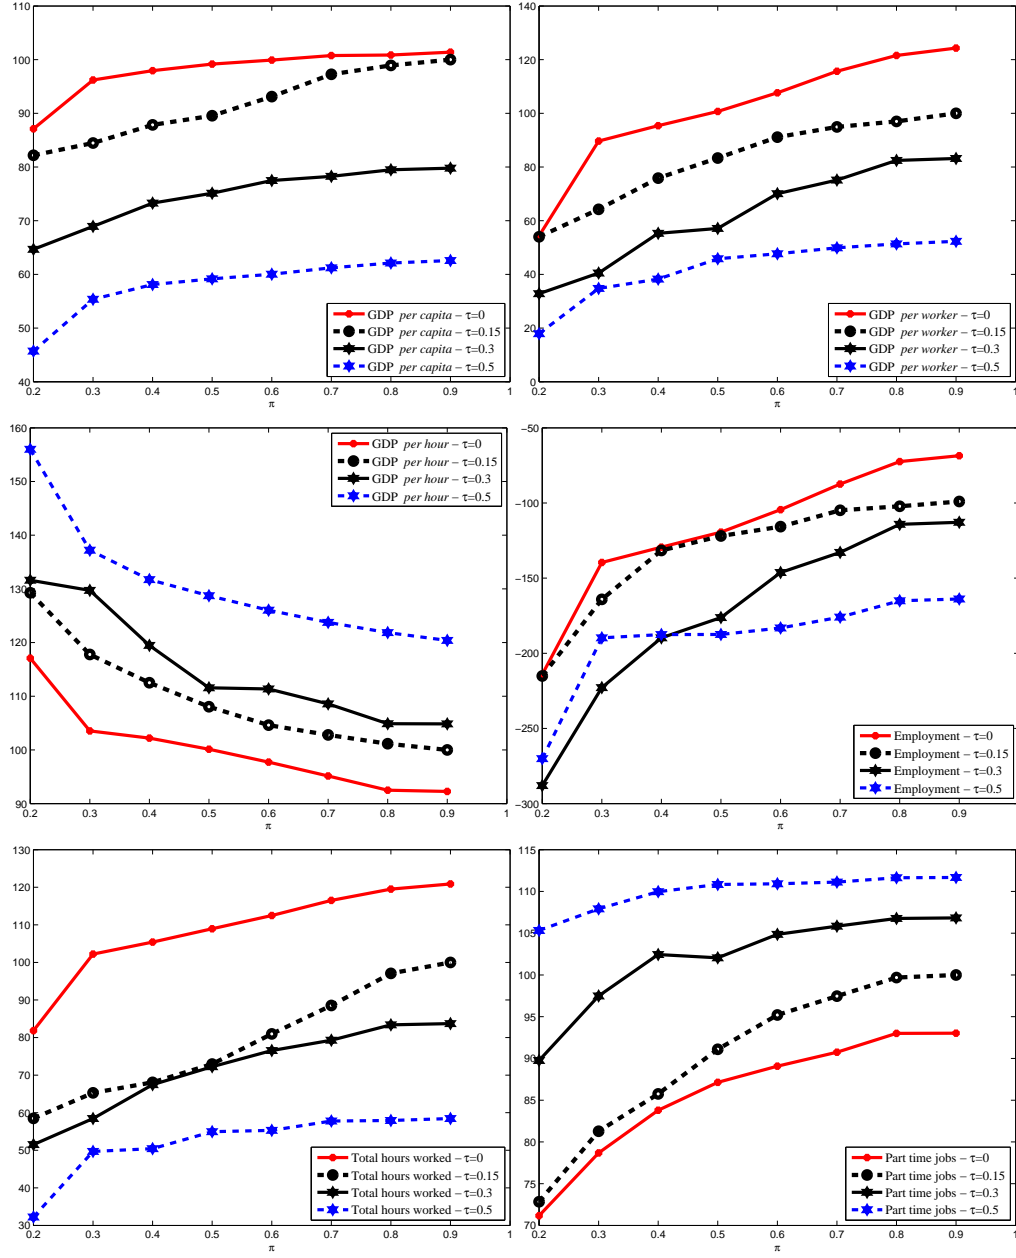 110
100
90
80
70
60
50
40
0.2 0.3 0.4 0.5 0.6 0.7 0.8 0.9 1
π
GDP per capita – τ=0
GDP per capita – τ=0.15
GDP per capita – τ=0.3
GDP per capita – τ=0.5
140
120
100
80
60
40
20
0
0.2 0.3 0.4 0.5 0.6 0.7 0.8 0.9 1
π
GDP per worker – τ=0
GDP per worker – τ=0.15
GDP per worker – τ=0.3
GDP per worker – τ=0.5
160
150
140
130
120
110
100
90
0.2 0.3 0.4 0.5 0.6 0.7 0.8 0.9 1
π
GDP per hour – τ=0
GDP per hour – τ=0.15
GDP per hour – τ=0.3
GDP per hour – τ=0.5
−50
−100
−150
−200
−250
−300
0.2 0.3 0.4 0.5 0.6 0.7 0.8 0.9 1
π
Employment – τ=0
Employment – τ=0.15
Employment – τ=0.3
Employment – τ=0.5
130
120
110
100
90
80
70
60
50
40
30
0.2 0.3 0.4 0.5 0.6 0.7 0.8 0.9 1
π
Total hours worked – τ=0
Total hours worked – τ=0.15
Total hours worked – τ=0.3
Total hours worked – τ=0.5
115
110
105
100
95
90
85
80
75
70
0.2 0.3 0.4 0.5 0.6 0.7 0.8 0.9 1
π
Part time jobs – τ=0
Part time jobs – τ=0.15
Part time jobs – τ=0.3
Part time jobs – τ=0.5